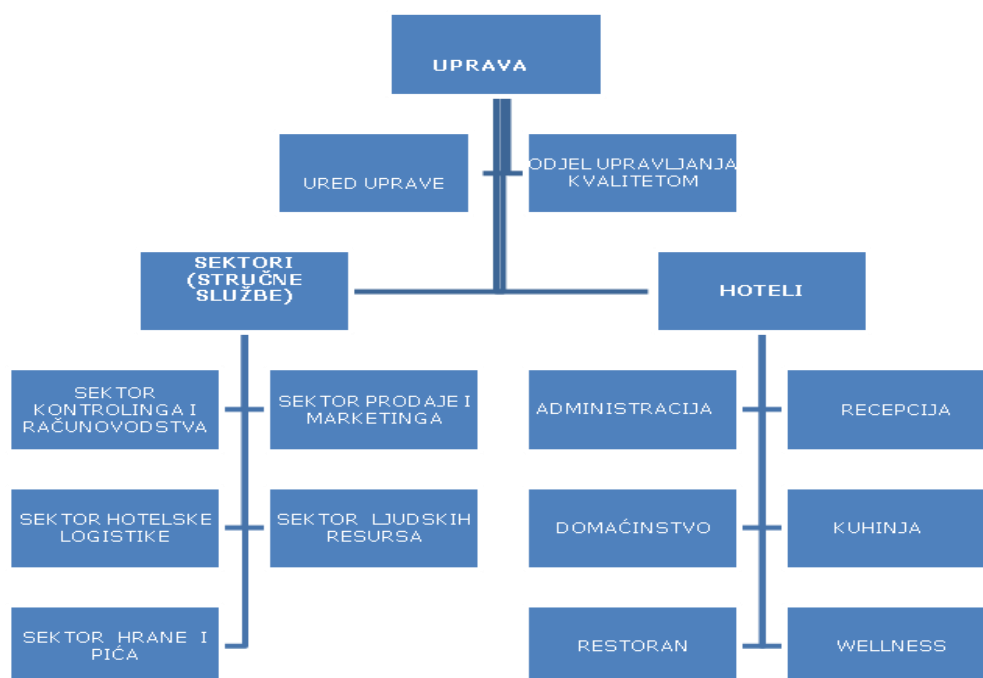 UPRAVA
URED UPRAVE
ODJEL UPRAVLJANJA
KVALITETOM
SEKTORI
(STRUČNE
SLUŽBE)
HOTELI
SEKTOR
KONTROLINGA I
RAČUNOVODSTVA
SEKTOR PRODAJE I
MARKETINGA
ADMINISTRACIJA
RECEPCIJA
SEKTOR HOTELSKE
LOGISTIKE
SEKTOR LJUDSKIH
RESURSA
DOMAĆINSTVO
KUHINJA
SEKTOR HRANE I
PIĆA
RESTORAN
WELLNESS